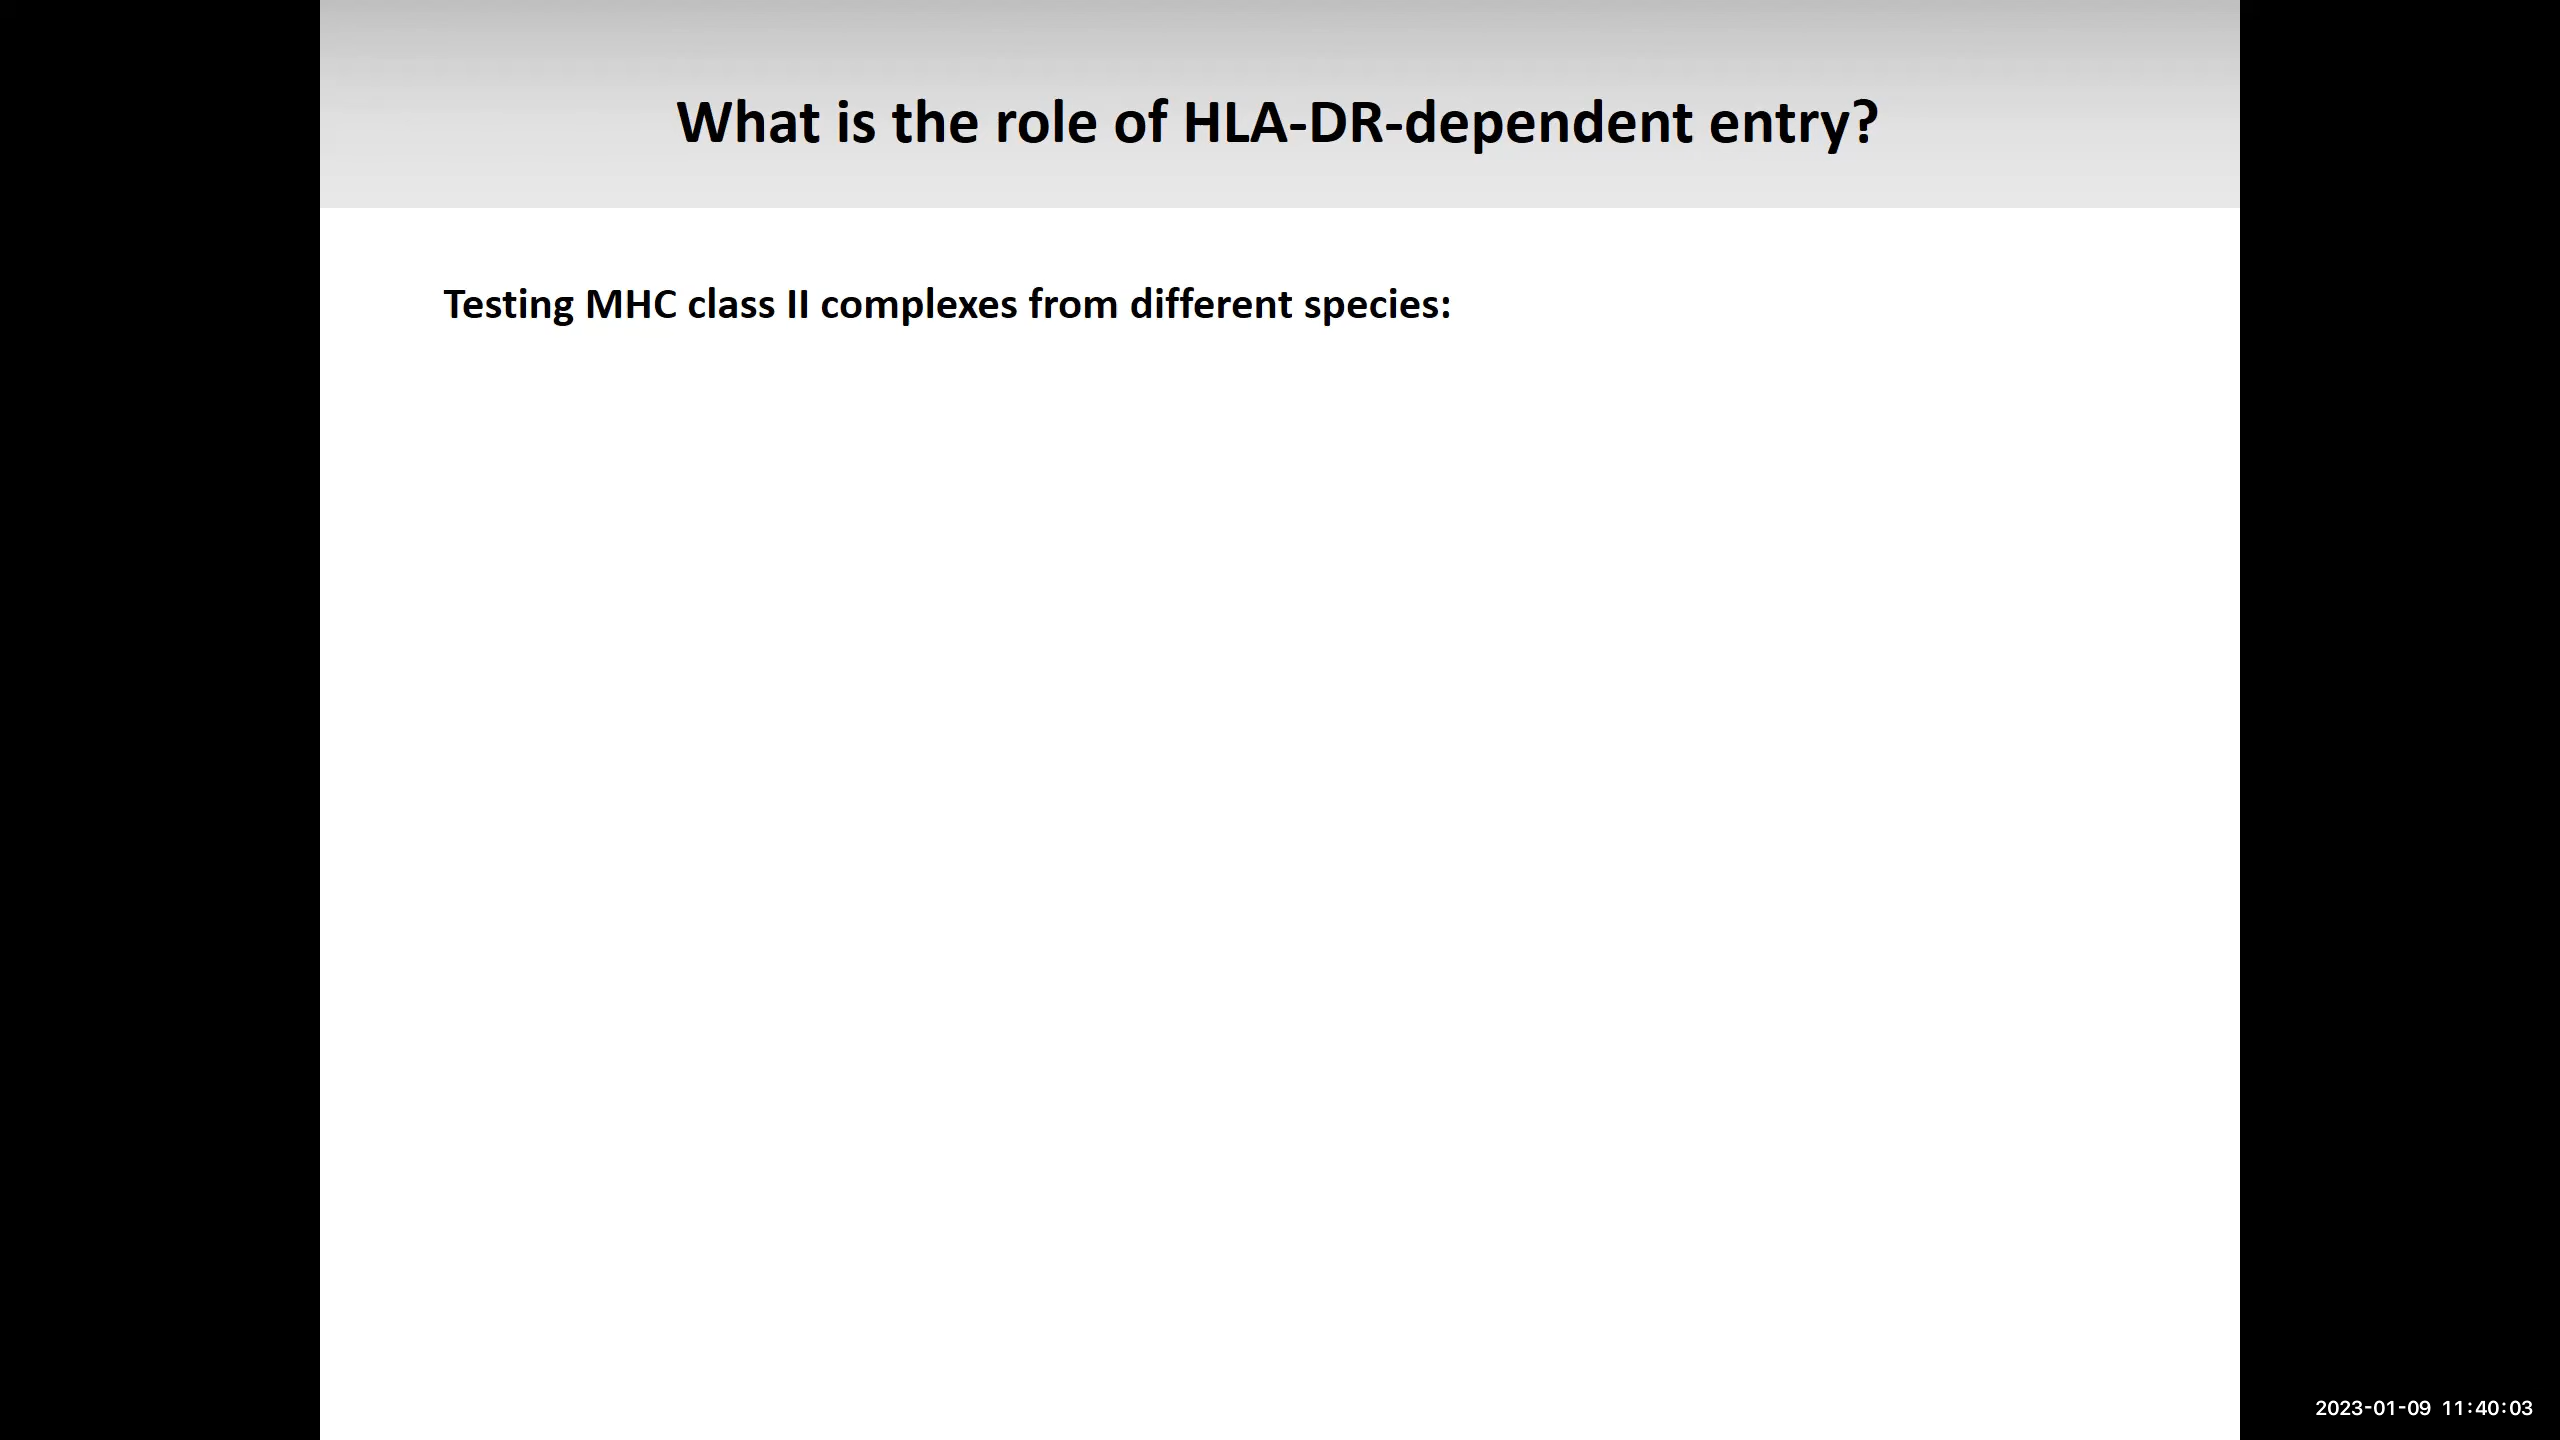 What is the role of HLA-DR-dependent entry?
Testing MHC class II complexes from different species:
2023-01-09 11:40:03